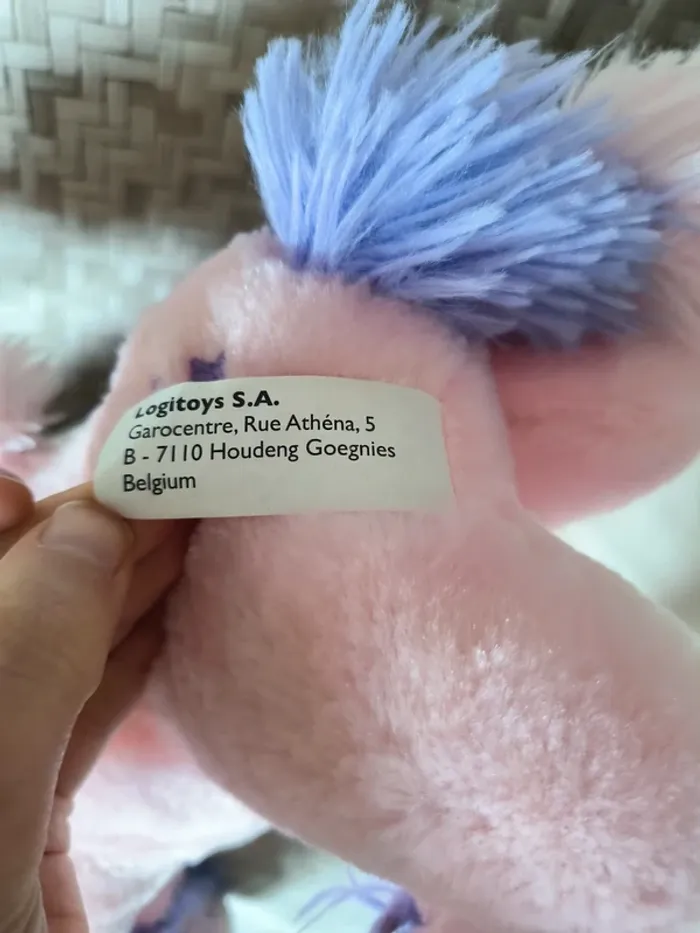 Logitoys S.A.
Garocentre, Rue Athéna, 5
B - 7110 Houdeng Goegnies
Belgium